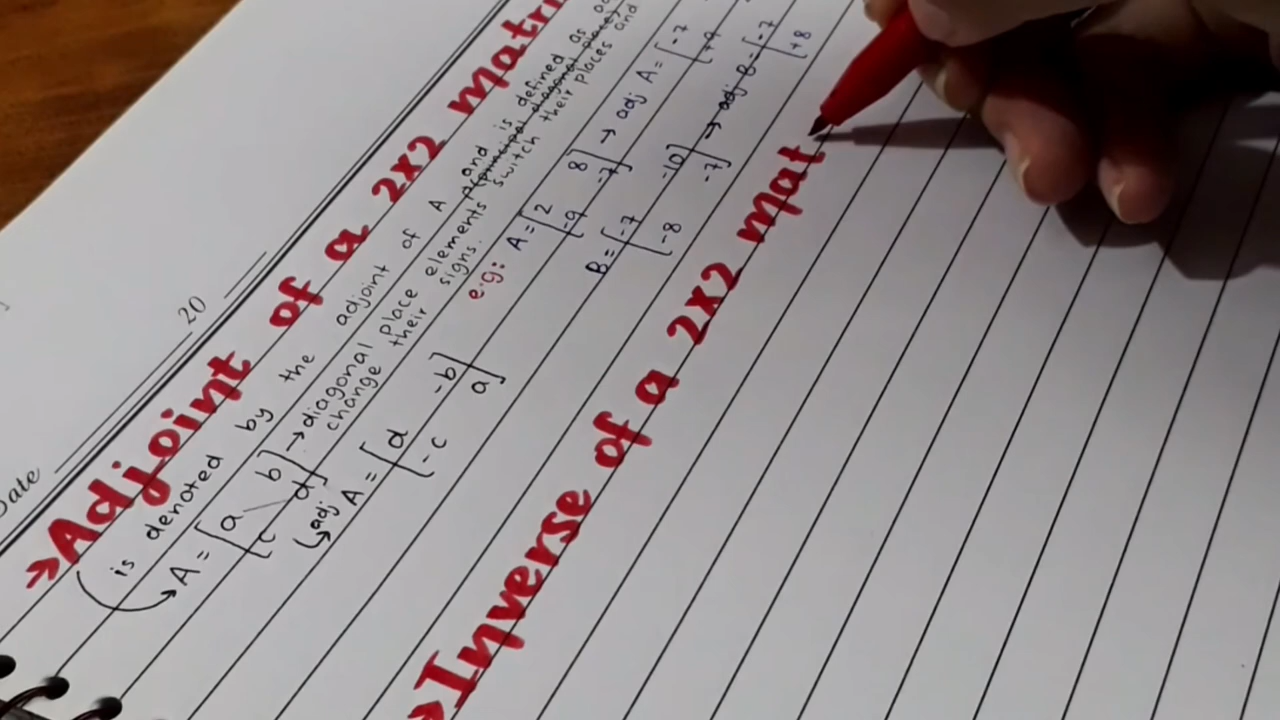 Date
20
→Adjoint of a 2x2 matri
is denoted by the adjoint of A and is defined as
A = [a b] → diagonal place elements switch their places and
[c d] change their signs.
↳ adj A = [d -b]
[-c a]
e.g: A = [2 8] → adj A = [-7
[-9 -7] [+9
B = [-7 -10] → adj B = [-7
[-8 -7] [+8
→Inverse of a 2x2 mat